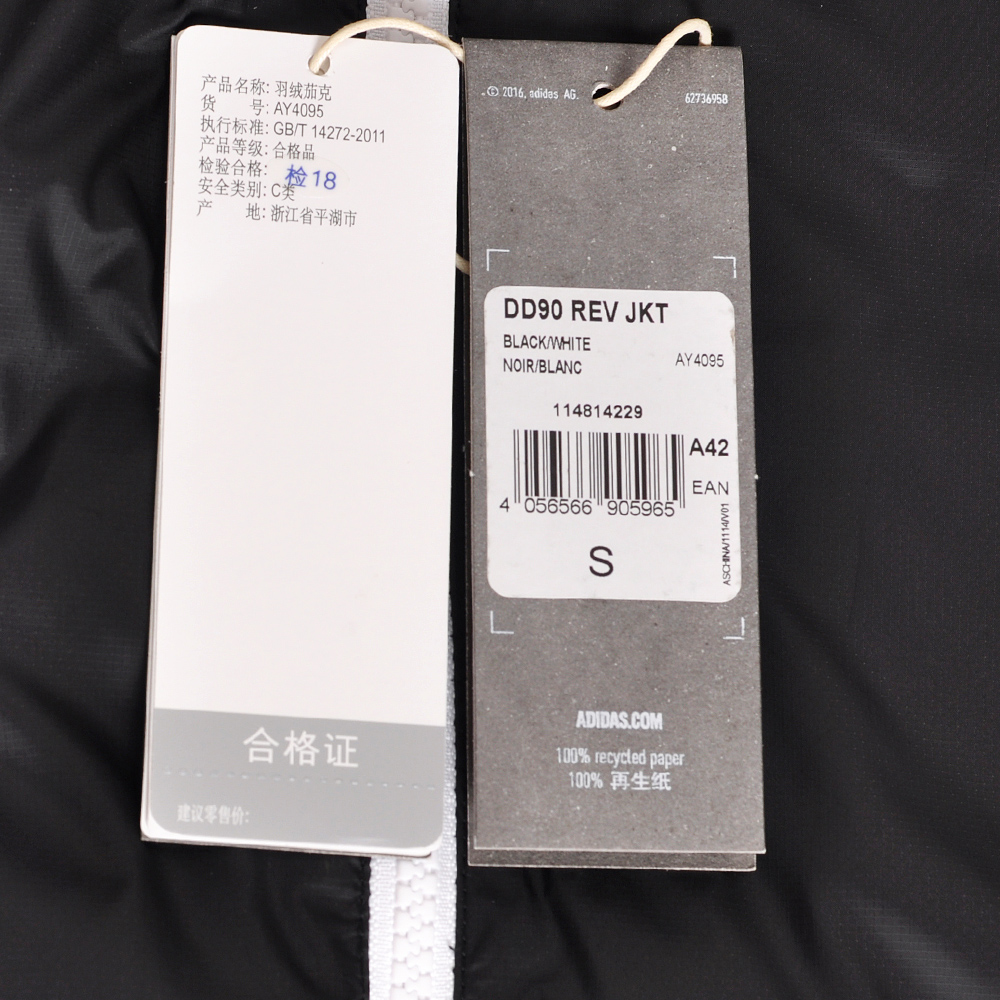 产品名称: 羽绒茄克
货 号: AY4095
执行标准: GB/T 14272-2011
产品等级: 合格品
检验合格: 检18
安全类别: C类
产 地: 浙江省平湖市
合格证
建议零售价:
© 2016, adidas AG.
62736958
DD90 REV JKT
BLACK/WHITE
NOIR/BLANC
AY4095
114814229
A42
EAN
4 056566 905965
ASCHINA/1114/V01
S
ADIDAS.COM
100% recycled paper
100% 再生纸